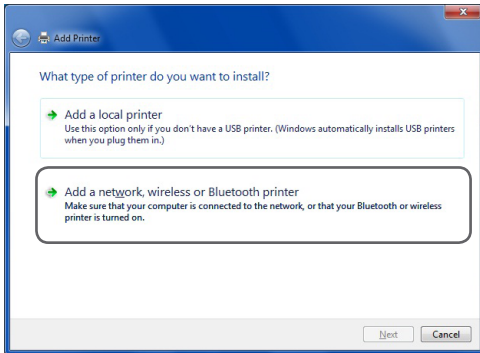 Add Printer
What type of printer do you want to install?
Add a local printer
Use this option only if you don't have a USB printer. (Windows automatically installs USB printers
when you plug them in.)
Add a network, wireless or Bluetooth printer
Make sure that your computer is connected to the network, or that your Bluetooth or wireless
printer is turned on.
Next Cancel